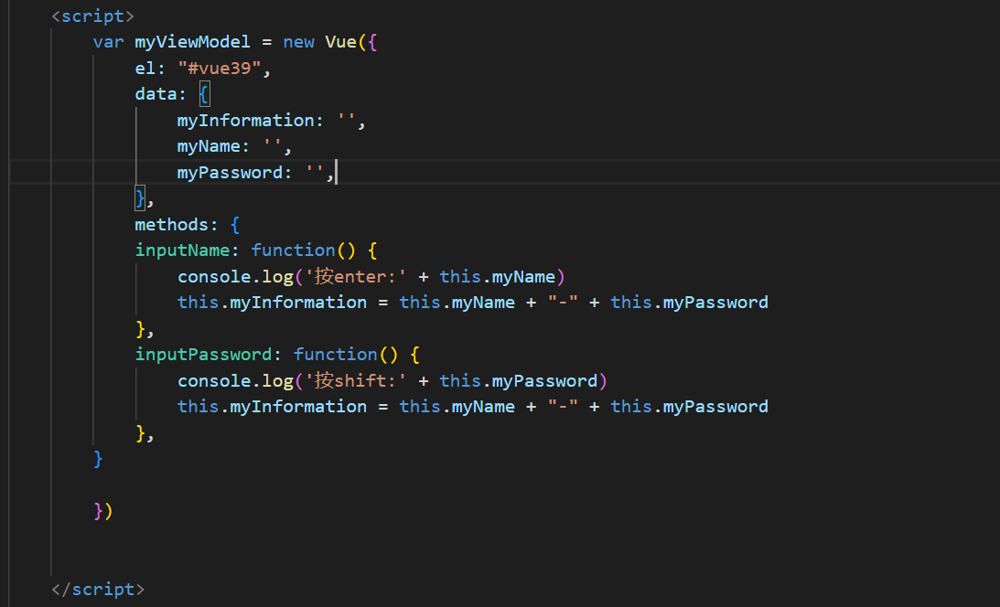 <script>
var myViewModel = new Vue({
el: "#vue39",
data: {
myInformation: '',
myName: '',
myPassword: '',
},
methods: {
inputName: function() {
console.log('按enter:' + this.myName)
this.myInformation = this.myName + "-" + this.myPassword
},
inputPassword: function() {
console.log('按shift:' + this.myPassword)
this.myInformation = this.myName + "-" + this.myPassword
},
}
})
</script>